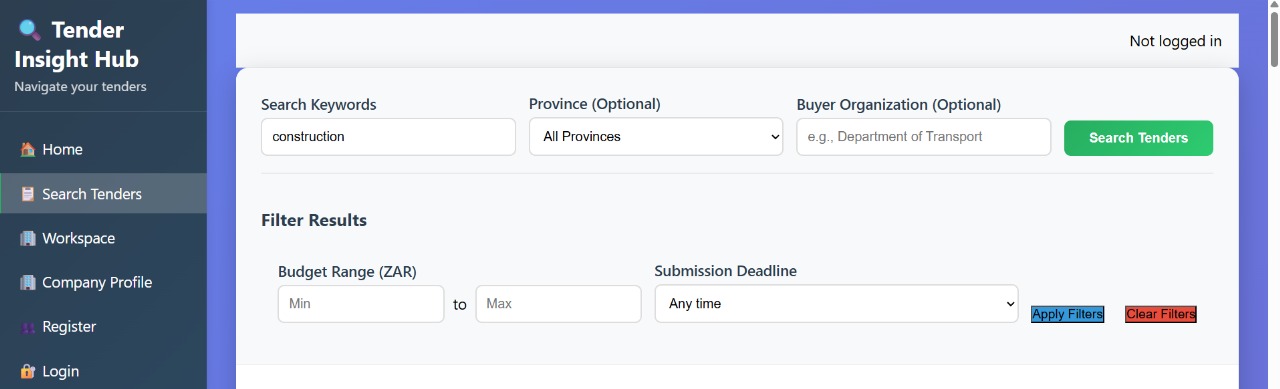 Tender
Insight Hub
Navigate your tenders
Home
Search Tenders
Workspace
Company Profile
Register
Login
Not logged in
Search Keywords
Province (Optional)
Buyer Organization (Optional)
construction
All Provinces
e.g., Department of Transport
Search Tenders
Filter Results
Budget Range (ZAR)
Submission Deadline
Min
to
Max
Any time
Apply Filters
Clear Filters